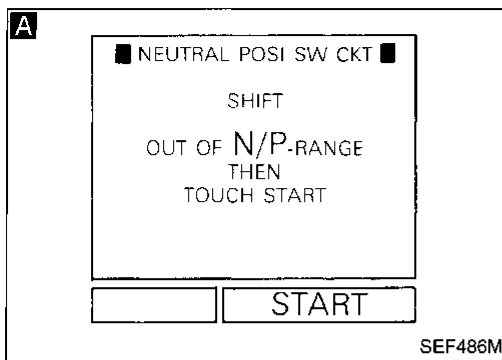 A
NEUTRAL POSI SW CKT
SHIFT
OUT OF N/P-RANGE
THEN
TOUCH START
START
SEF486M